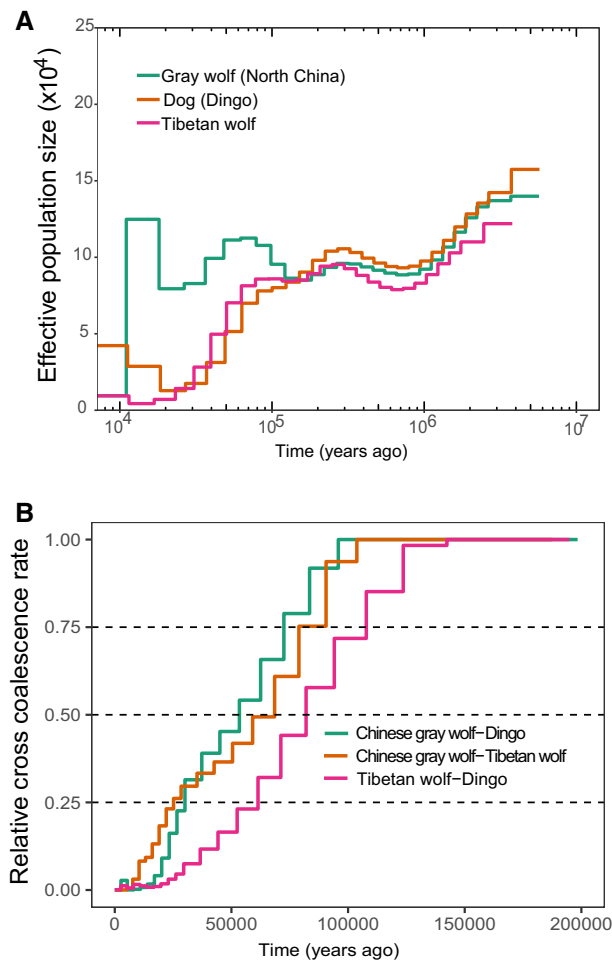 A
Effective population size (x10⁴)
25
20
15
10
5
0
Gray wolf (North China)
Dog (Dingo)
Tibetan wolf
10⁴ 10⁵ 10⁶ 10⁷
Time (years ago)
B
Relative cross coalescence rate
1.00
0.75
0.50
0.25
0.00
Chinese gray wolf−Dingo
Chinese gray wolf−Tibetan wolf
Tibetan wolf−Dingo
0 50000 100000 150000 200000
Time (years ago)